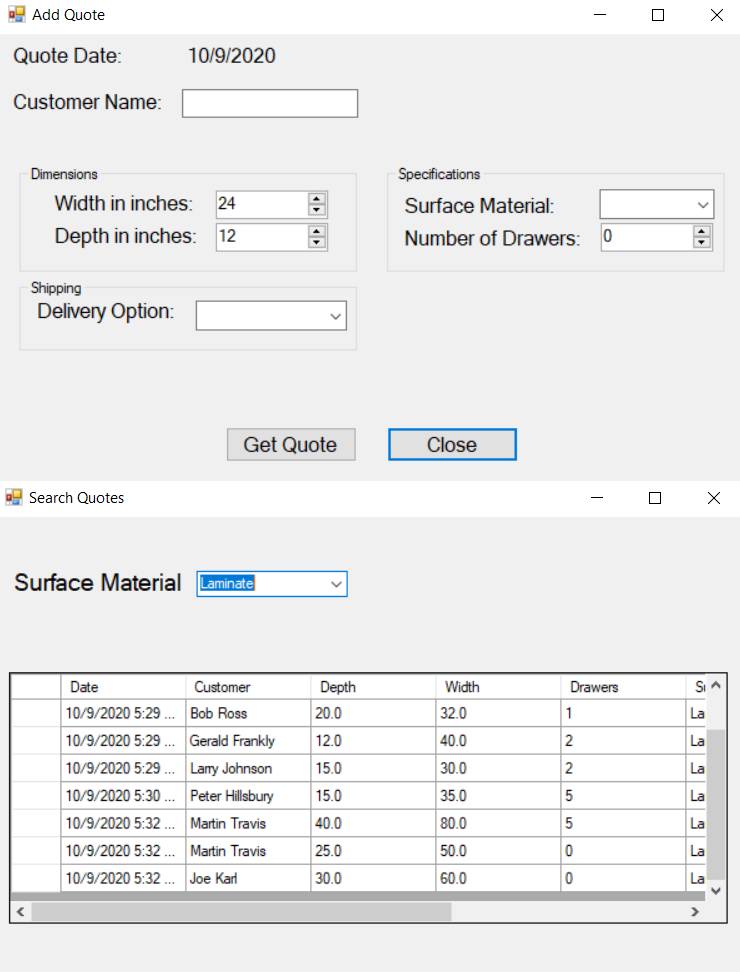 Add Quote
Quote Date: 10/9/2020
Customer Name:
Dimensions
Width in inches: 24
Depth in inches: 12
Specifications
Surface Material:
Number of Drawers: 0
Shipping
Delivery Option:
Get Quote Close
Search Quotes
Surface Material Laminate
Date Customer Depth Width Drawers Su
10/9/2020 5:29 ... Bob Ross 20.0 32.0 1 La
10/9/2020 5:29 ... Gerald Frankly 12.0 40.0 2 La
10/9/2020 5:29 ... Larry Johnson 15.0 30.0 2 La
10/9/2020 5:30 ... Peter Hillsbury 15.0 35.0 5 La
10/9/2020 5:32 ... Martin Travis 40.0 80.0 5 La
10/9/2020 5:32 ... Martin Travis 25.0 50.0 0 La
10/9/2020 5:32 ... Joe Karl 30.0 60.0 0 La